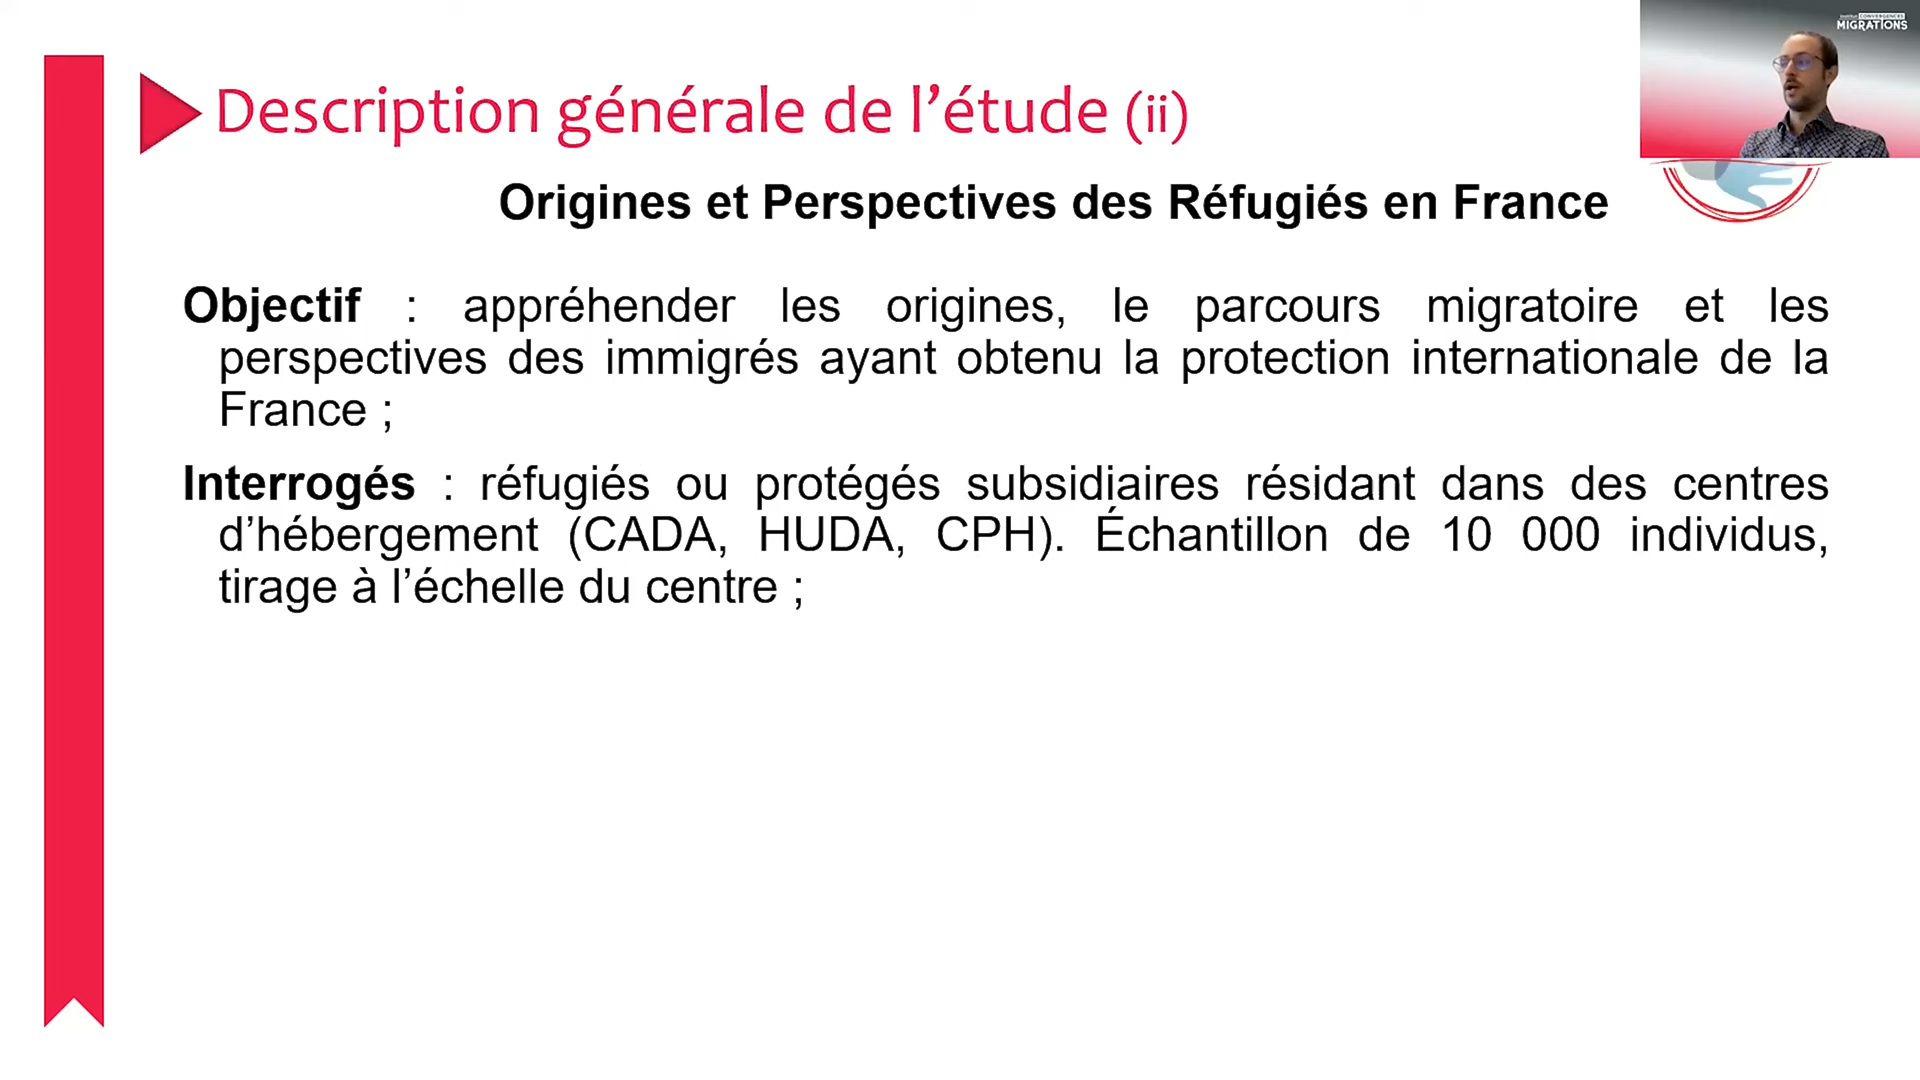 INSTITUT CONVERGENCES
MIGRATIONS
Description générale de l’étude (ii)
Origines et Perspectives des Réfugiés en France
Objectif : appréhender les origines, le parcours migratoire et les
perspectives des immigrés ayant obtenu la protection internationale de la
France ;
Interrogés : réfugiés ou protégés subsidiaires résidant dans des centres
d’hébergement (CADA, HUDA, CPH). Échantillon de 10 000 individus,
tirage à l’échelle du centre ;